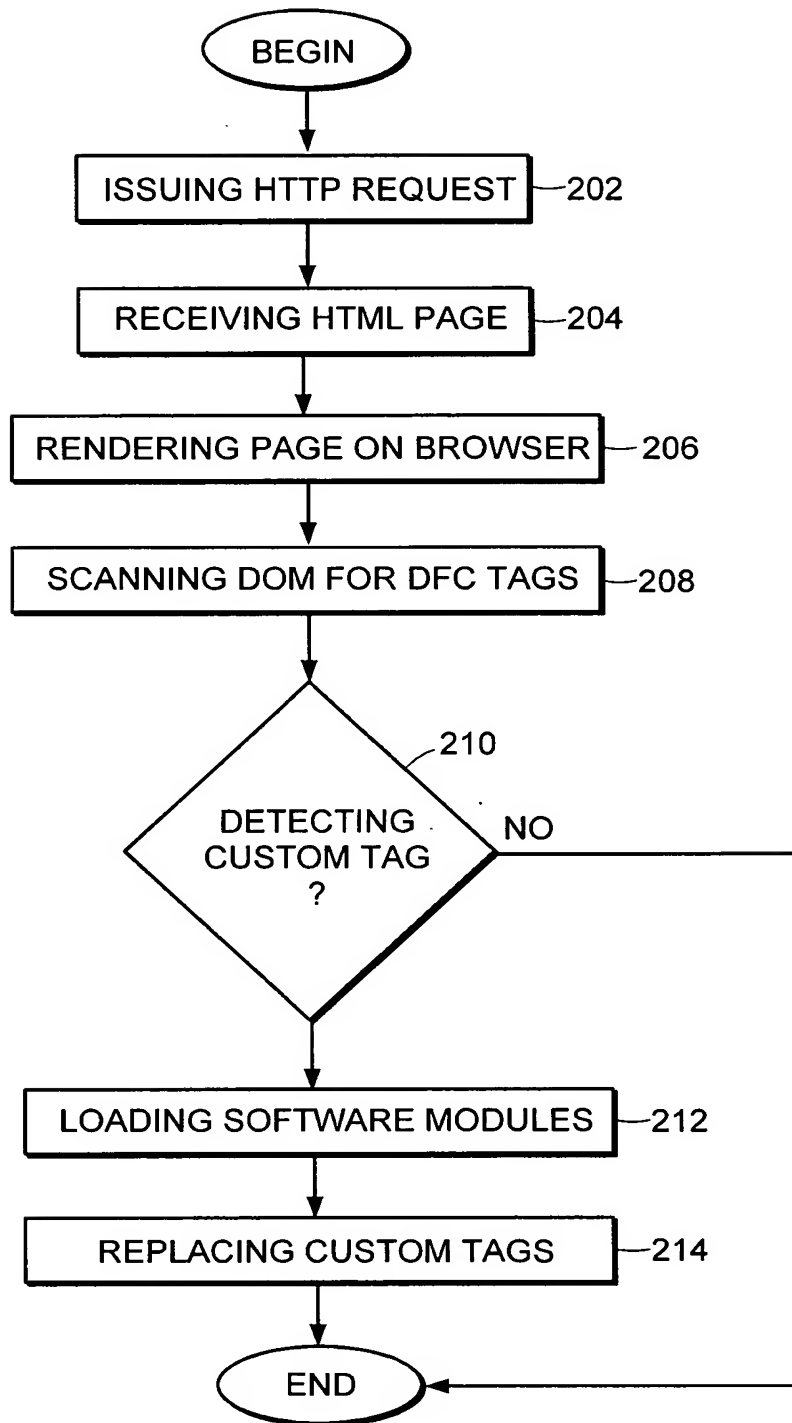 BEGIN
ISSUING HTTP REQUEST
202
RECEIVING HTML PAGE
204
RENDERING PAGE ON BROWSER
206
SCANNING DOM FOR DFC TAGS
208
210
DETECTING
CUSTOM TAG
?
NO
LOADING SOFTWARE MODULES
212
REPLACING CUSTOM TAGS
214
END